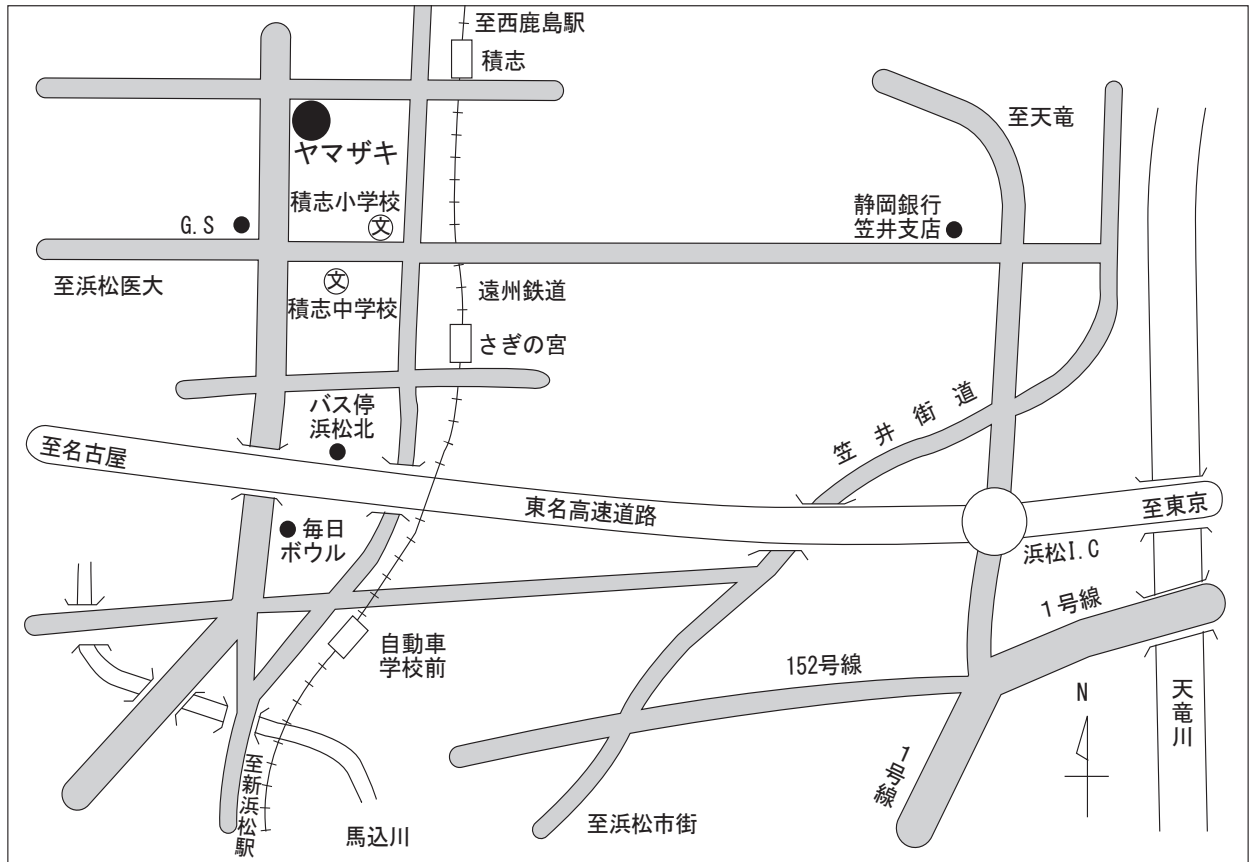 至西鹿島駅
積志
至天竜
ヤマザキ
積志小学校
文
G.S
静岡銀行
笠井支店
至浜松医大
文
積志中学校
遠州鉄道
さぎの宮
バス停
浜松北
笠井街道
至名古屋
東名高速道路
至東京
毎日
ボウル
浜松I.C
1号線
自動車
学校前
152号線
N
天竜川
1号線
至新浜松駅
馬込川
至浜松市街